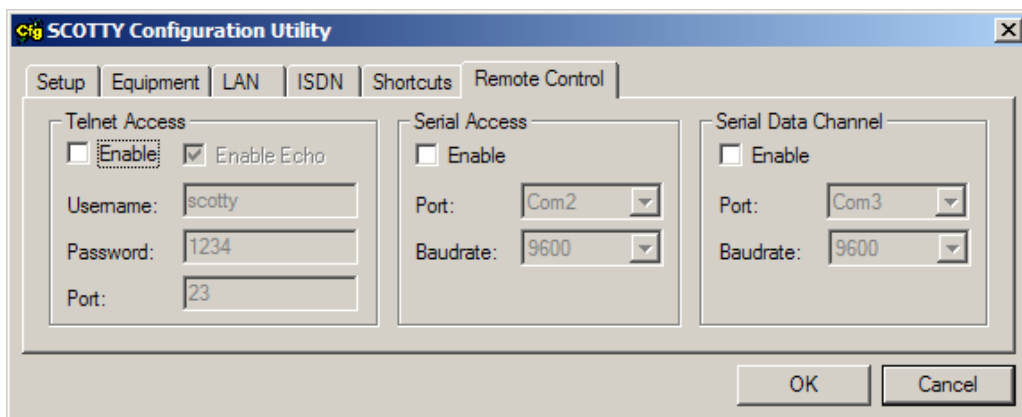 Cfg SCOTTY Configuration Utility
Setup Equipment LAN ISDN Shortcuts Remote Control
Telnet Access
Enable Enable Echo
Username: scotty
Password: 1234
Port: 23
Serial Access
Enable
Port: Com2
Baudrate: 9600
Serial Data Channel
Enable
Port: Com3
Baudrate: 9600
OK Cancel